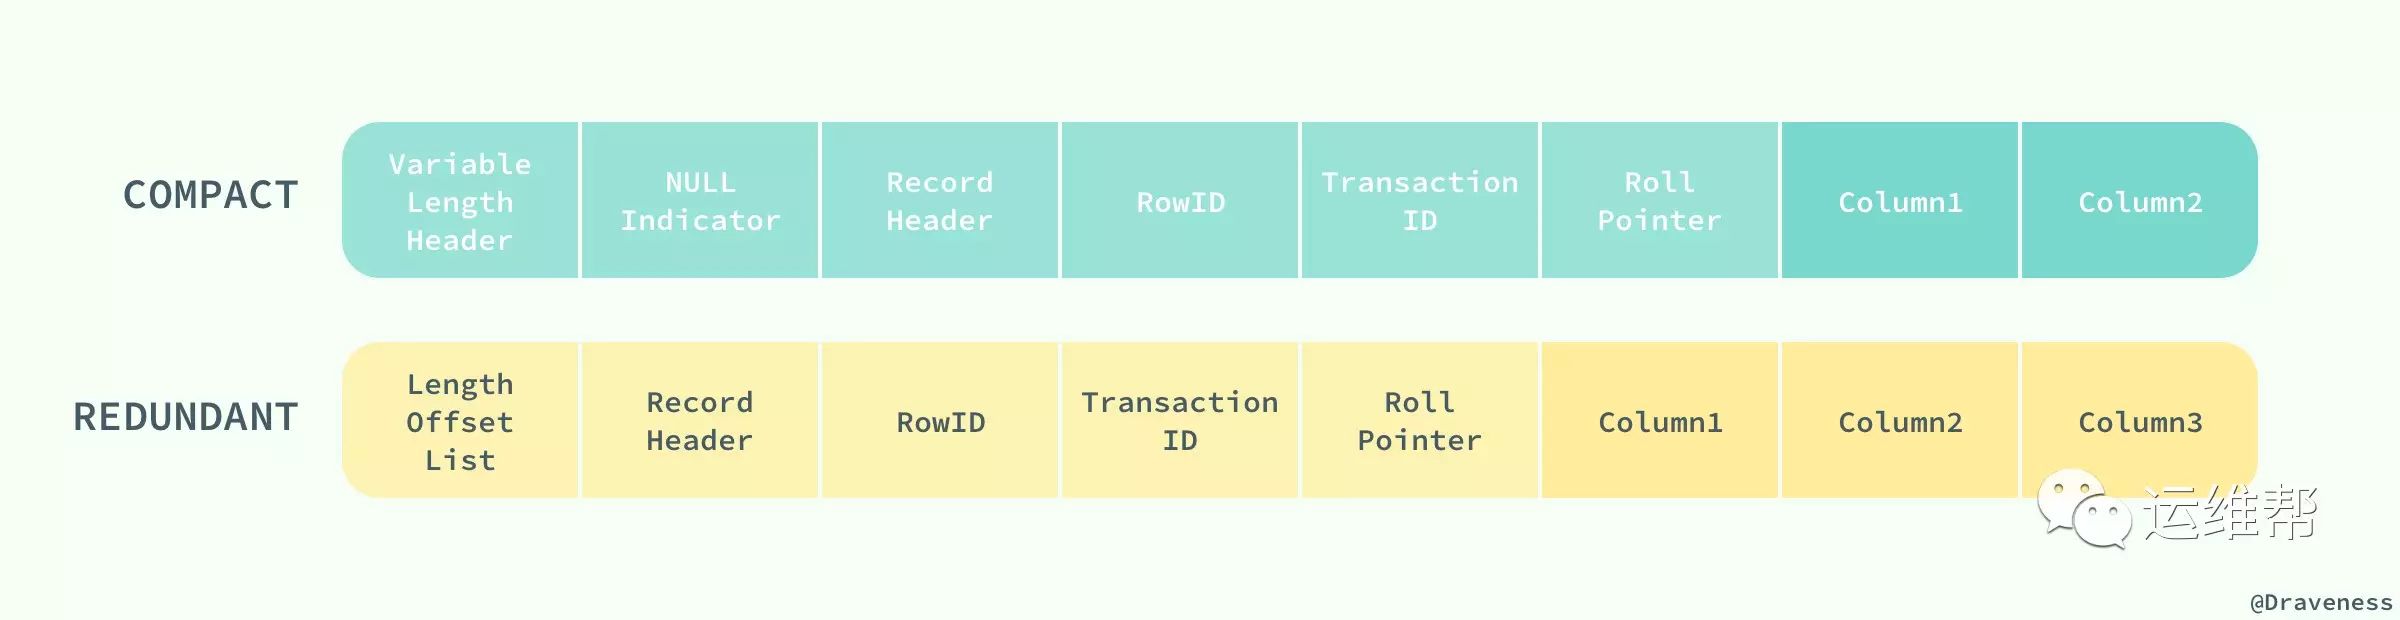 COMPACT
Variable
Length
Header
NULL
Indicator
Record
Header
RowID
Transaction
ID
Roll
Pointer
Column1
Column2
REDUNDANT
Length
Offset
List
Record
Header
RowID
Transaction
ID
Roll
Pointer
Column1
Column2
Column3
运维帮
@Draveness